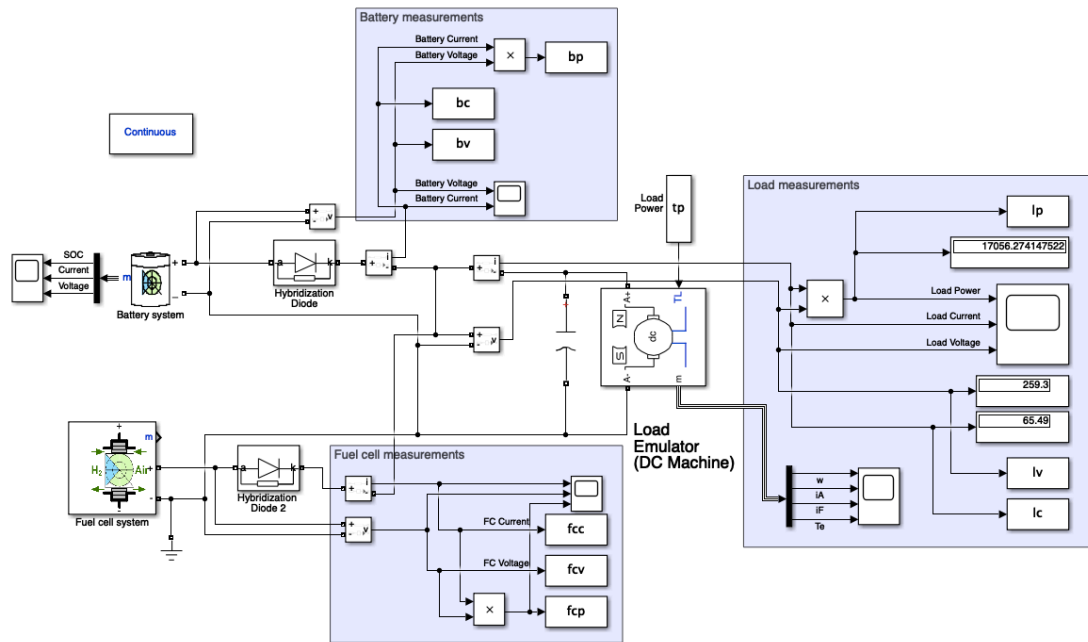 Battery measurements
Battery Current
Battery Voltage
×
bp
bc
bv
Battery Voltage
Battery Current
Continuous
Load
Power
tp
Load measurements
lp
17056.274147522
×
Load Power
Load Current
Load Voltage
259.3
65.49
lv
lc
w
iA
iF
Te
+
-
v
SOC
Current
Voltage
m
+
–
Battery system
a
k
Hybridization
Diode
+
i
-
+
i
-
+
-
v
+
A+
TL
N
dc
S
A-
m
Load
Emulator
(DC Machine)
+
m
H2
Air
+
-
-
Fuel cell system
a
k
Hybridization
Diode 2
Fuel cell measurements
+
i
-
+
-
v
FC Current
fcc
FC Voltage
fcv
×
fcp